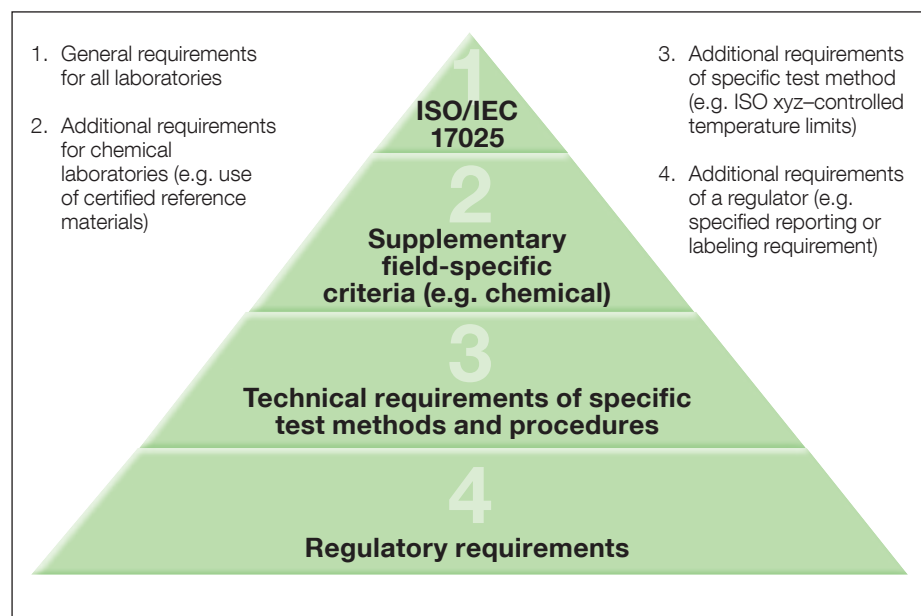 1. General requirements
for all laboratories
2. Additional requirements
for chemical
laboratories (e.g. use
of certified reference
materials)
3. Additional requirements
of specific test method
(e.g. ISO xyz–controlled
temperature limits)
4. Additional requirements
of a regulator (e.g.
specified reporting or
labeling requirement)
1
ISO/IEC
17025
2
Supplementary
field-specific
criteria (e.g. chemical)
3
Technical requirements of specific
test methods and procedures
4
Regulatory requirements